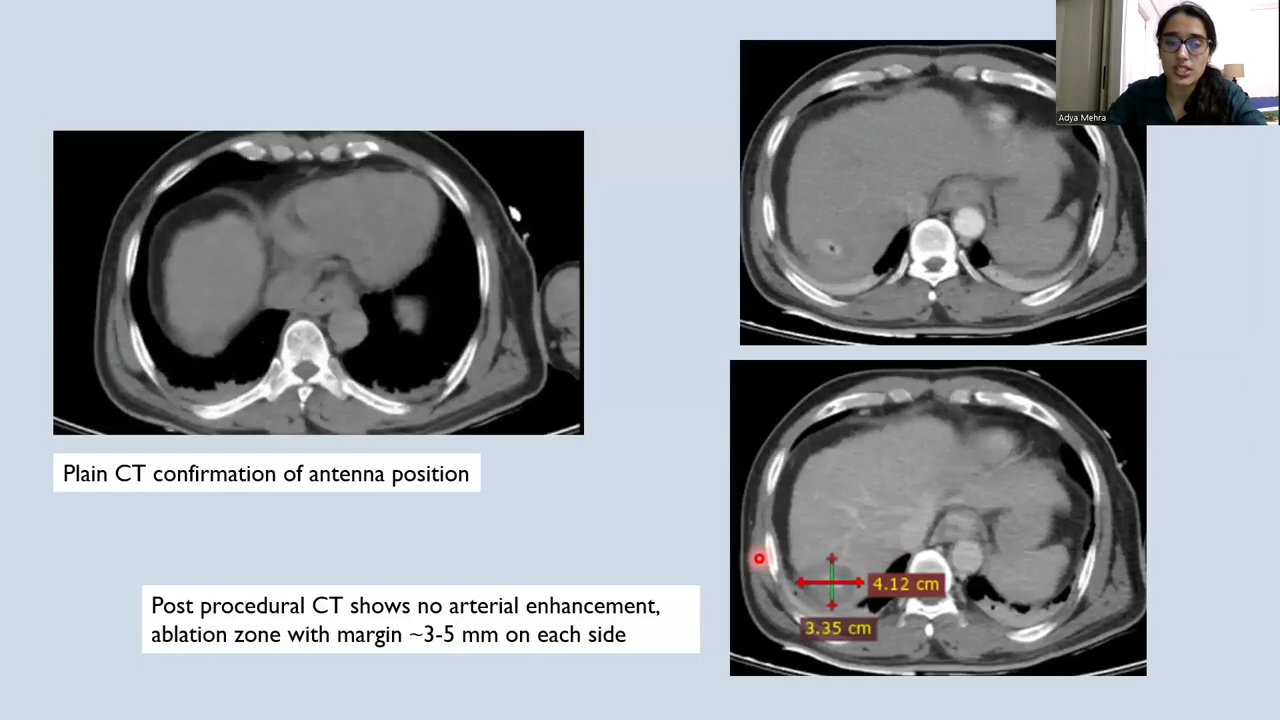 Adya Mehra
Plain CT confirmation of antenna position
4.12 cm
3.35 cm
Post procedural CT shows no arterial enhancement,
ablation zone with margin ~3-5 mm on each side